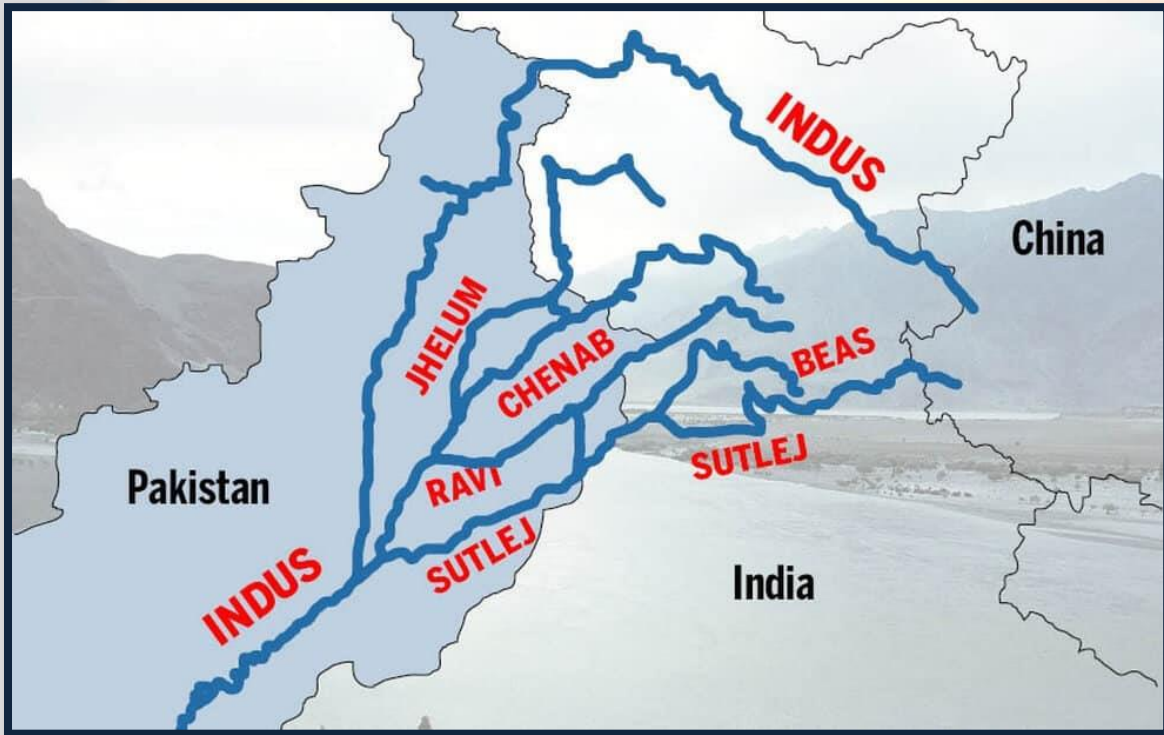 INDUS
China
JHELUM
CHENAB
BEAS
SUTLEJ
RAVI
Pakistan
SUTLEJ
INDUS
India